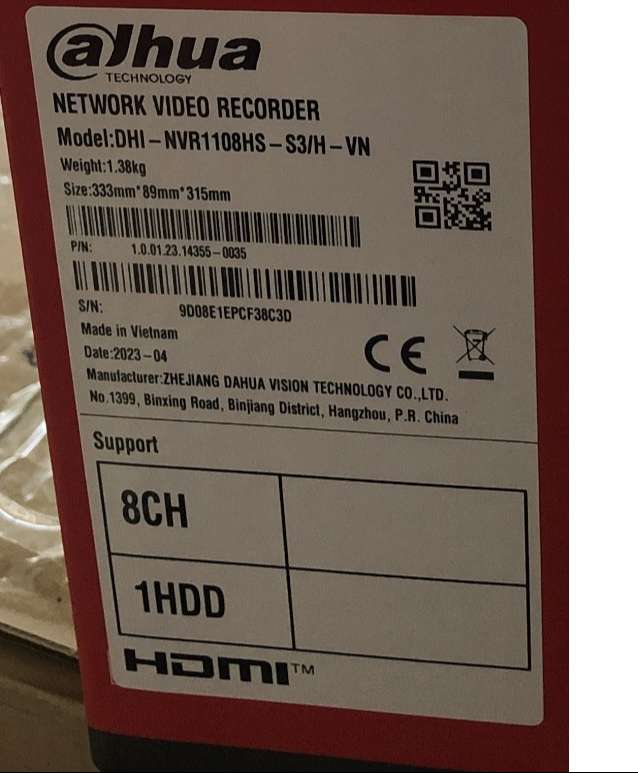 alhua
TECHNOLOGY
NETWORK VIDEO RECORDER
Model:DHI-NVR1108HS-S3/H-VN
Weight:1.38kg
Size:333mm*89mm*315mm
P/N: 1.0.01.23.14355-0035
S/N: 9D08E1EPCF38C3D
Made in Vietnam
Date:2023-04
CE
Manufacturer:ZHEJIANG DAHUA VISION TECHNOLOGY CO.,LTD.
No.1399, Binxing Road, Binjiang District, Hangzhou, P.R. China
Support
8CH
1HDD
HDMI™